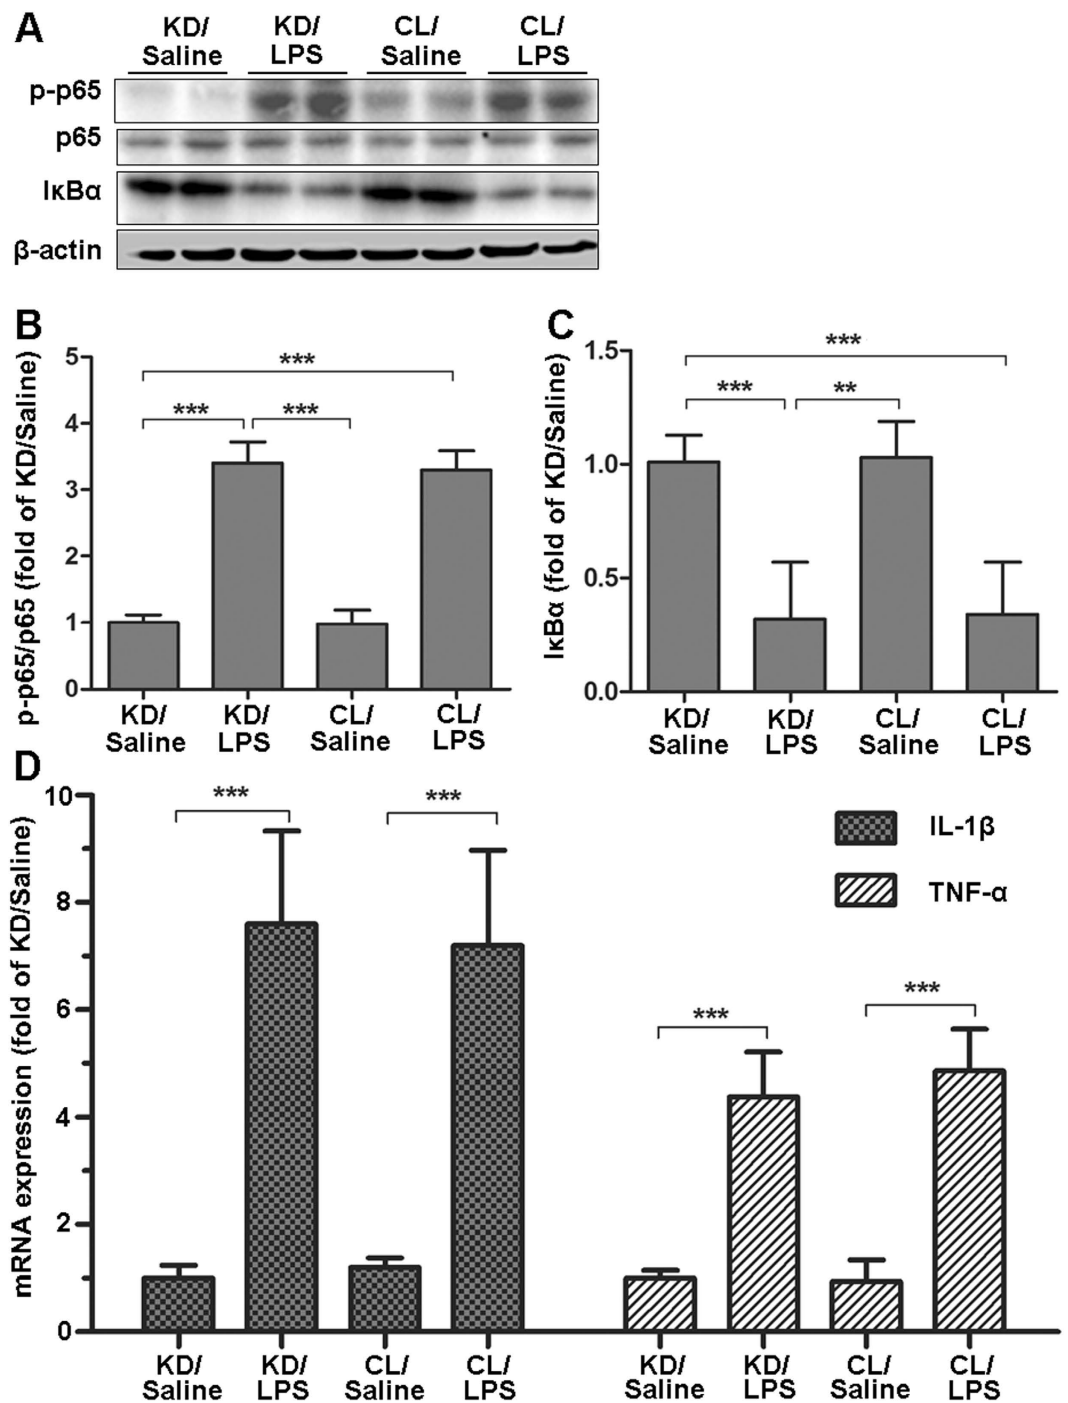 A
KD/
Saline
KD/
LPS
CL/
Saline
CL/
LPS
p-p65
p65
IκBα
β-actin
B
p-p65/p65 (fold of KD/Saline)
5
4
3
2
1
0
***
***
***
KD/
Saline
KD/
LPS
CL/
Saline
CL/
LPS
C
IκBα (fold of KD/Saline)
1.5
1.0
0.5
0.0
***
***
**
KD/
Saline
KD/
LPS
CL/
Saline
CL/
LPS
D
mRNA expression (fold of KD/Saline)
10
8
6
4
2
0
***
***
***
***
IL-1β
TNF-α
KD/
Saline
KD/
LPS
CL/
Saline
CL/
LPS
KD/
Saline
KD/
LPS
CL/
Saline
CL/
LPS